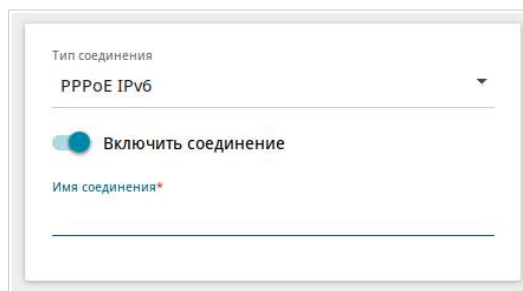 Тип соединения
PPPoE IPv6
Включить соединение
Имя соединения*